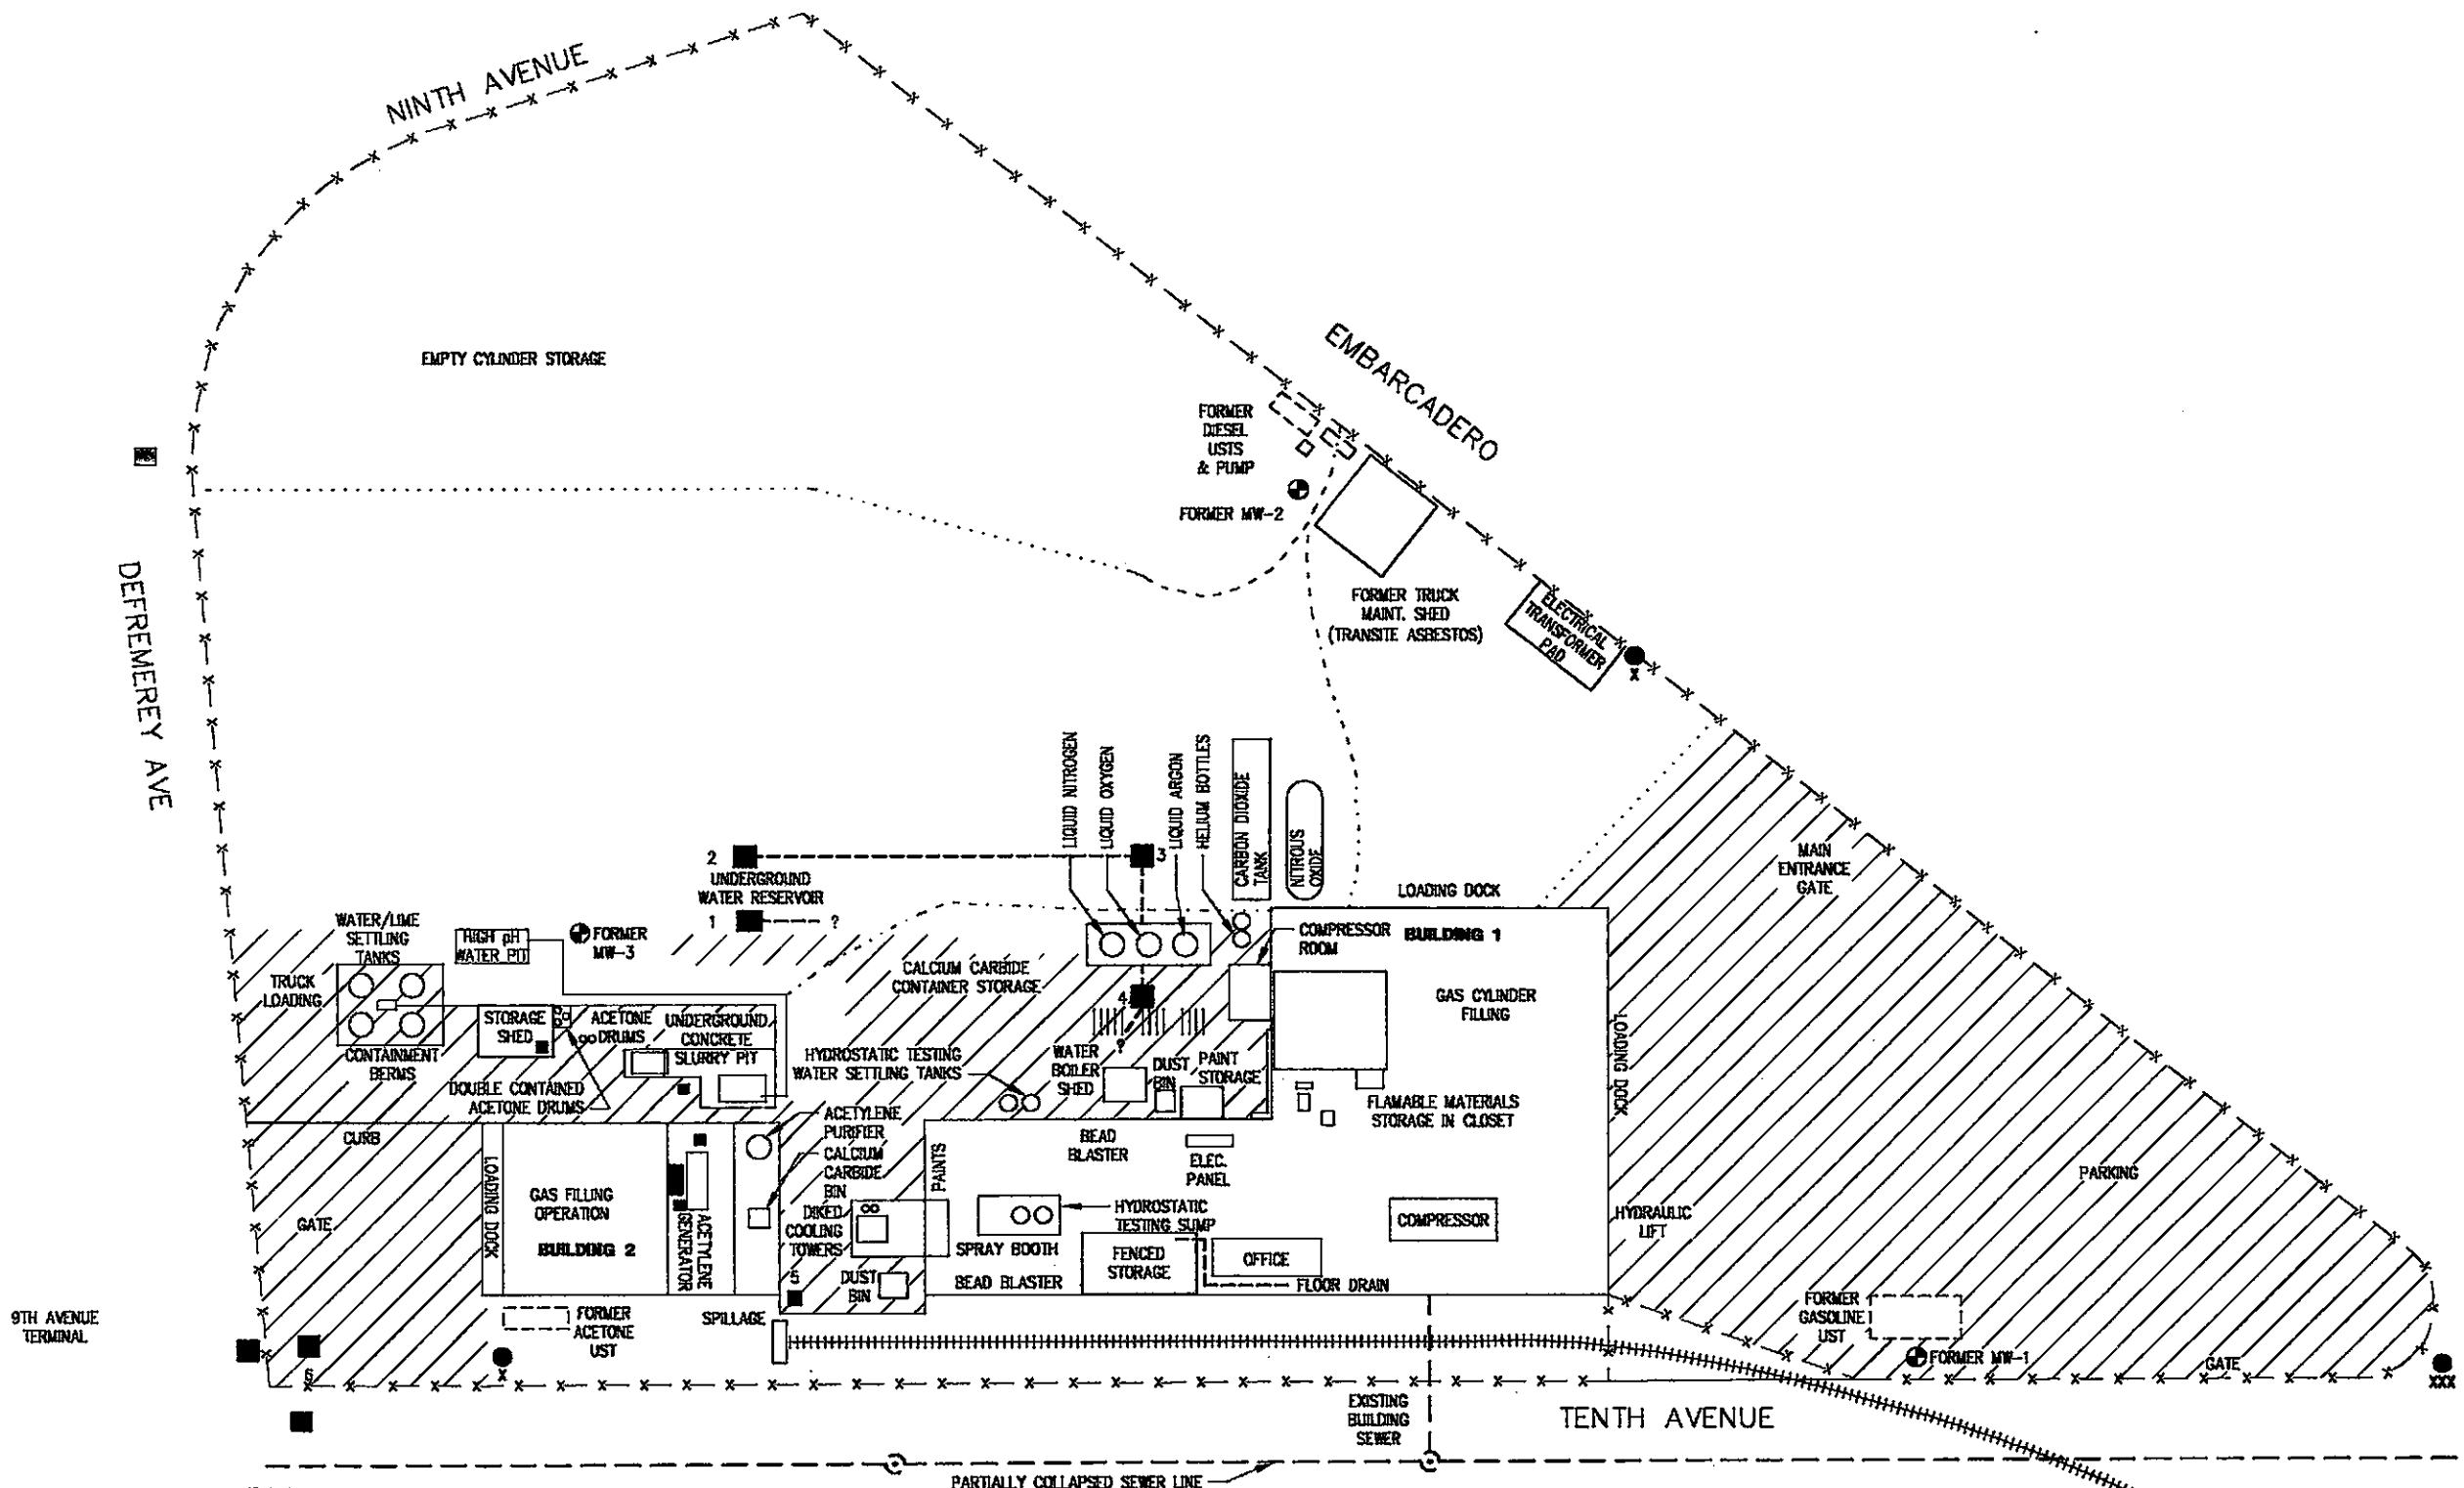 NINTH AVENUE
EMBARCADERO
EMPTY CYLINDER STORAGE
FORMER
DIESEL
USTS
& PUMP
FORMER MW-2
DEFREMEREY AVE
FORMER TRUCK
MAINT. SHED
(TRANSITE ASBESTOS)
ELECTRICAL
TRANSFORMER
PAD
X
LIQUID NITROGEN
LIQUID OXYGEN
LIQUID ARGON
HELIUM BOTTLES
CARBON DIOXIDE
TANK
NITROUS
OXIDE
2
3
UNDERGROUND
WATER RESERVOIR
1
?
MAIN
ENTRANCE
GATE
LOADING DOCK
WATER/LIME
SETTLING
TANKS
HIGH pH
WATER PIT
FORMER
MW-3
COMPRESSOR
ROOM
BUILDING 1
TRUCK
LOADING
CALCIUM CARBIDE
CONTAINER STORAGE
4
GAS CYLINDER
FILLING
STORAGE
SHED
ACETONE
DRUMS
UNDERGROUND
CONCRETE
SLURRY PIT
?
LOADING DOCK
CONTAINMENT
BERMS
HYDROSTATIC TESTING
WATER SETTLING TANKS
WATER
BOILER
SHED
DUST
BIN
PAINT
STORAGE
DOUBLE CONTAINED
ACETONE DRUMS
FLAMABLE MATERIALS
STORAGE IN CLOSET
CURB
ACETYLENE
PURIFIER
CALCIUM
CARBIDE
BIN
PAINTS
BEAD
BLASTER
ELEC.
PANEL
PARKING
LOADING DOCK
GAS FILLING
OPERATION
BUILDING 2
ACETYLENE
GENERATOR
GATE
DIKED
COOLING
TOWERS
HYDROSTATIC
TESTING SUMP
SPRAY BOOTH
COMPRESSOR
HYDRAULIC
LIFT
FENCED
STORAGE
OFFICE
5
DUST
BIN
BEAD BLASTER
FLOOR DRAIN
9TH AVENUE
TERMINAL
FORMER
ACETONE
UST
SPILLAGE
FORMER
GASOLINE
UST
FORMER MW-1
GATE
6
X
XXX
EXISTING
BUILDING
SEWER
TENTH AVENUE
PARTIALLY COLLAPSED SEWER LINE